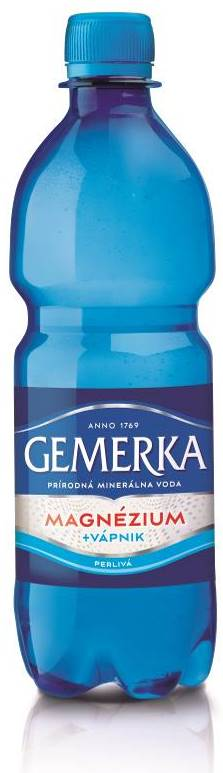 ANNO 1769
GEMERKA
PRÍRODNÁ MINERÁLNA VODA
MAGNÉZIUM
+VÁPNIK
PERLIVÁ